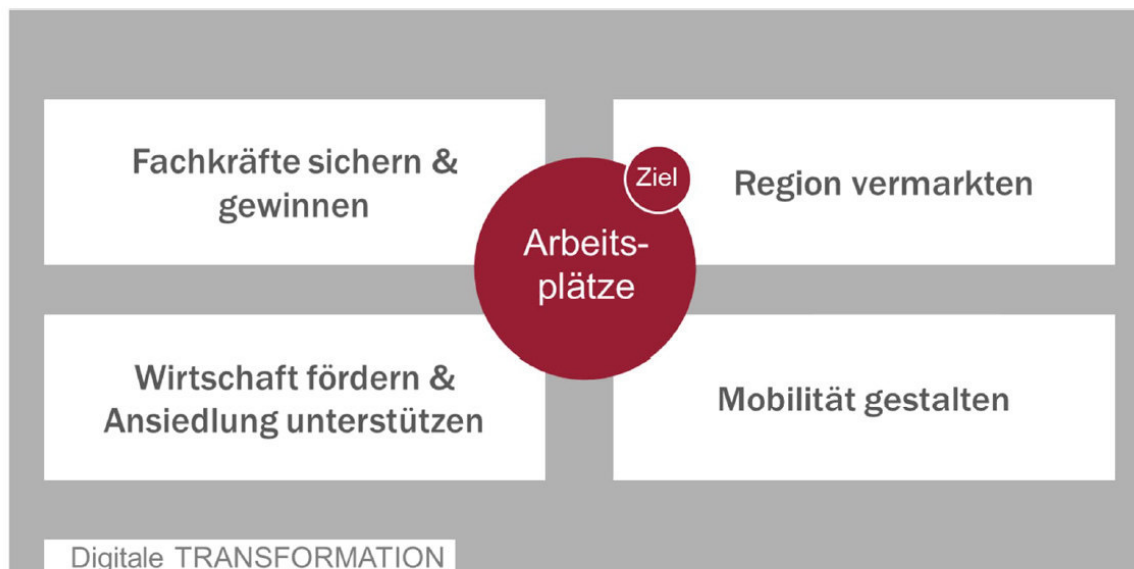 Fachkräfte sichern &
gewinnen
Ziel
Region vermarkten
Arbeits-
plätze
Wirtschaft fördern &
Ansiedlung unterstützen
Mobilität gestalten
Digitale TRANSFORMATION